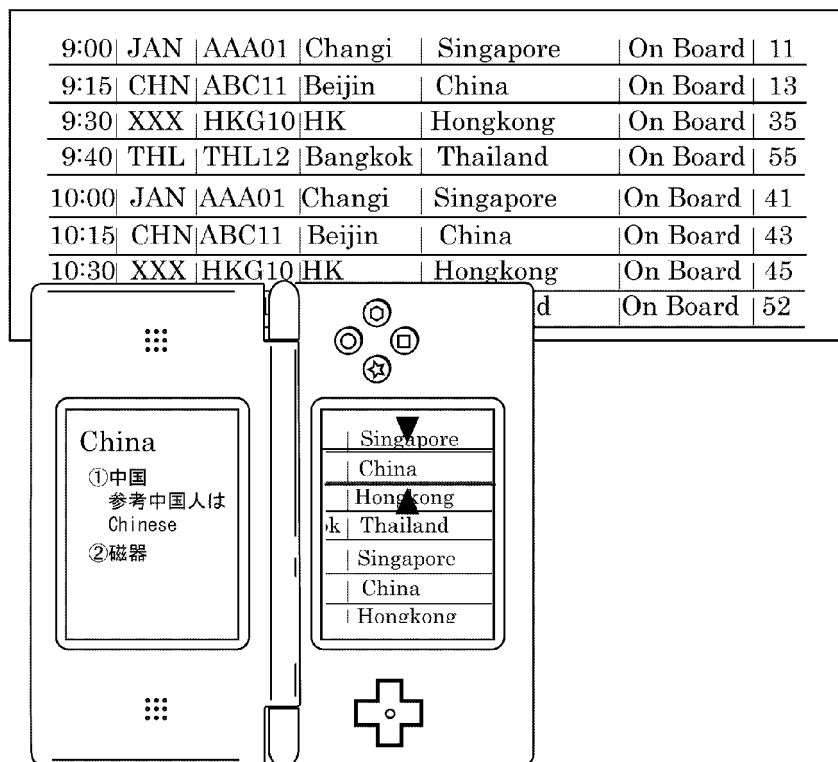 9:00 JAN AAA01 Changi Singapore On Board 11
9:15 CHN ABC11 Beijin China On Board 13
9:30 XXX HKG10 HK Hongkong On Board 35
9:40 THL THL12 Bangkok Thailand On Board 55
10:00 JAN AAA01 Changi Singapore On Board 41
10:15 CHN ABC11 Beijin China On Board 43
10:30 XXX HKG10 HK Hongkong On Board 45
d On Board 52
China
①中国
参考中国人は
Chinese
②磁器
Singapore
China
Hongkong
k Thailand
Singapore
China
Hongkong